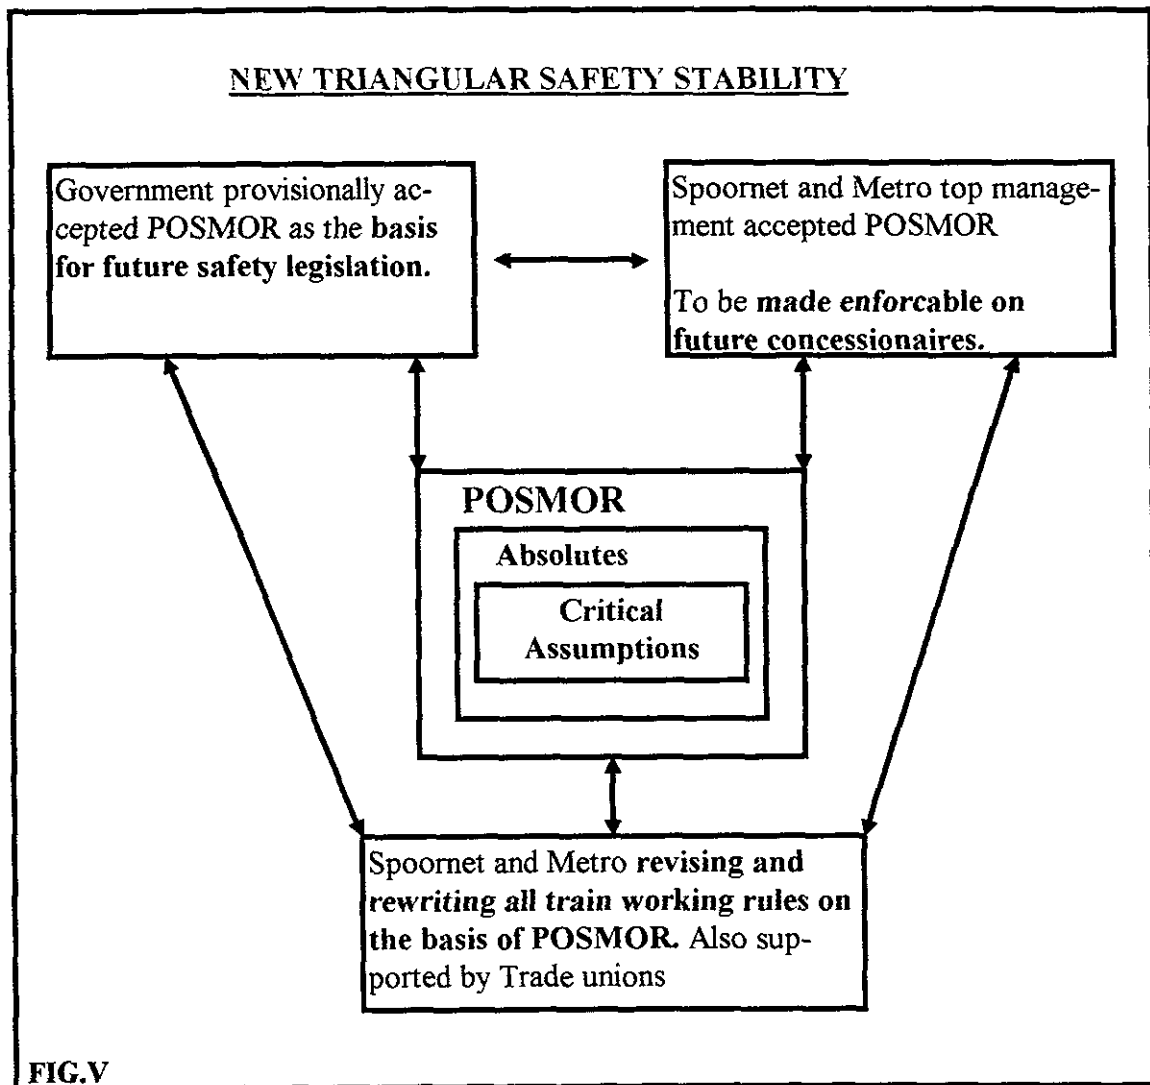 NEW TRIANGULAR SAFETY STABILITY
Government provisionally ac-
cepted POSMOR as the basis
for future safety legislation.
Spoornet and Metro top manage-
ment accepted POSMOR
To be made enforcable on
future concessionaires.
POSMOR
Absolutes
Critical
Assumptions
Spoornet and Metro revising and
rewriting all train working rules on
the basis of POSMOR. Also sup-
ported by Trade unions
FIG.V